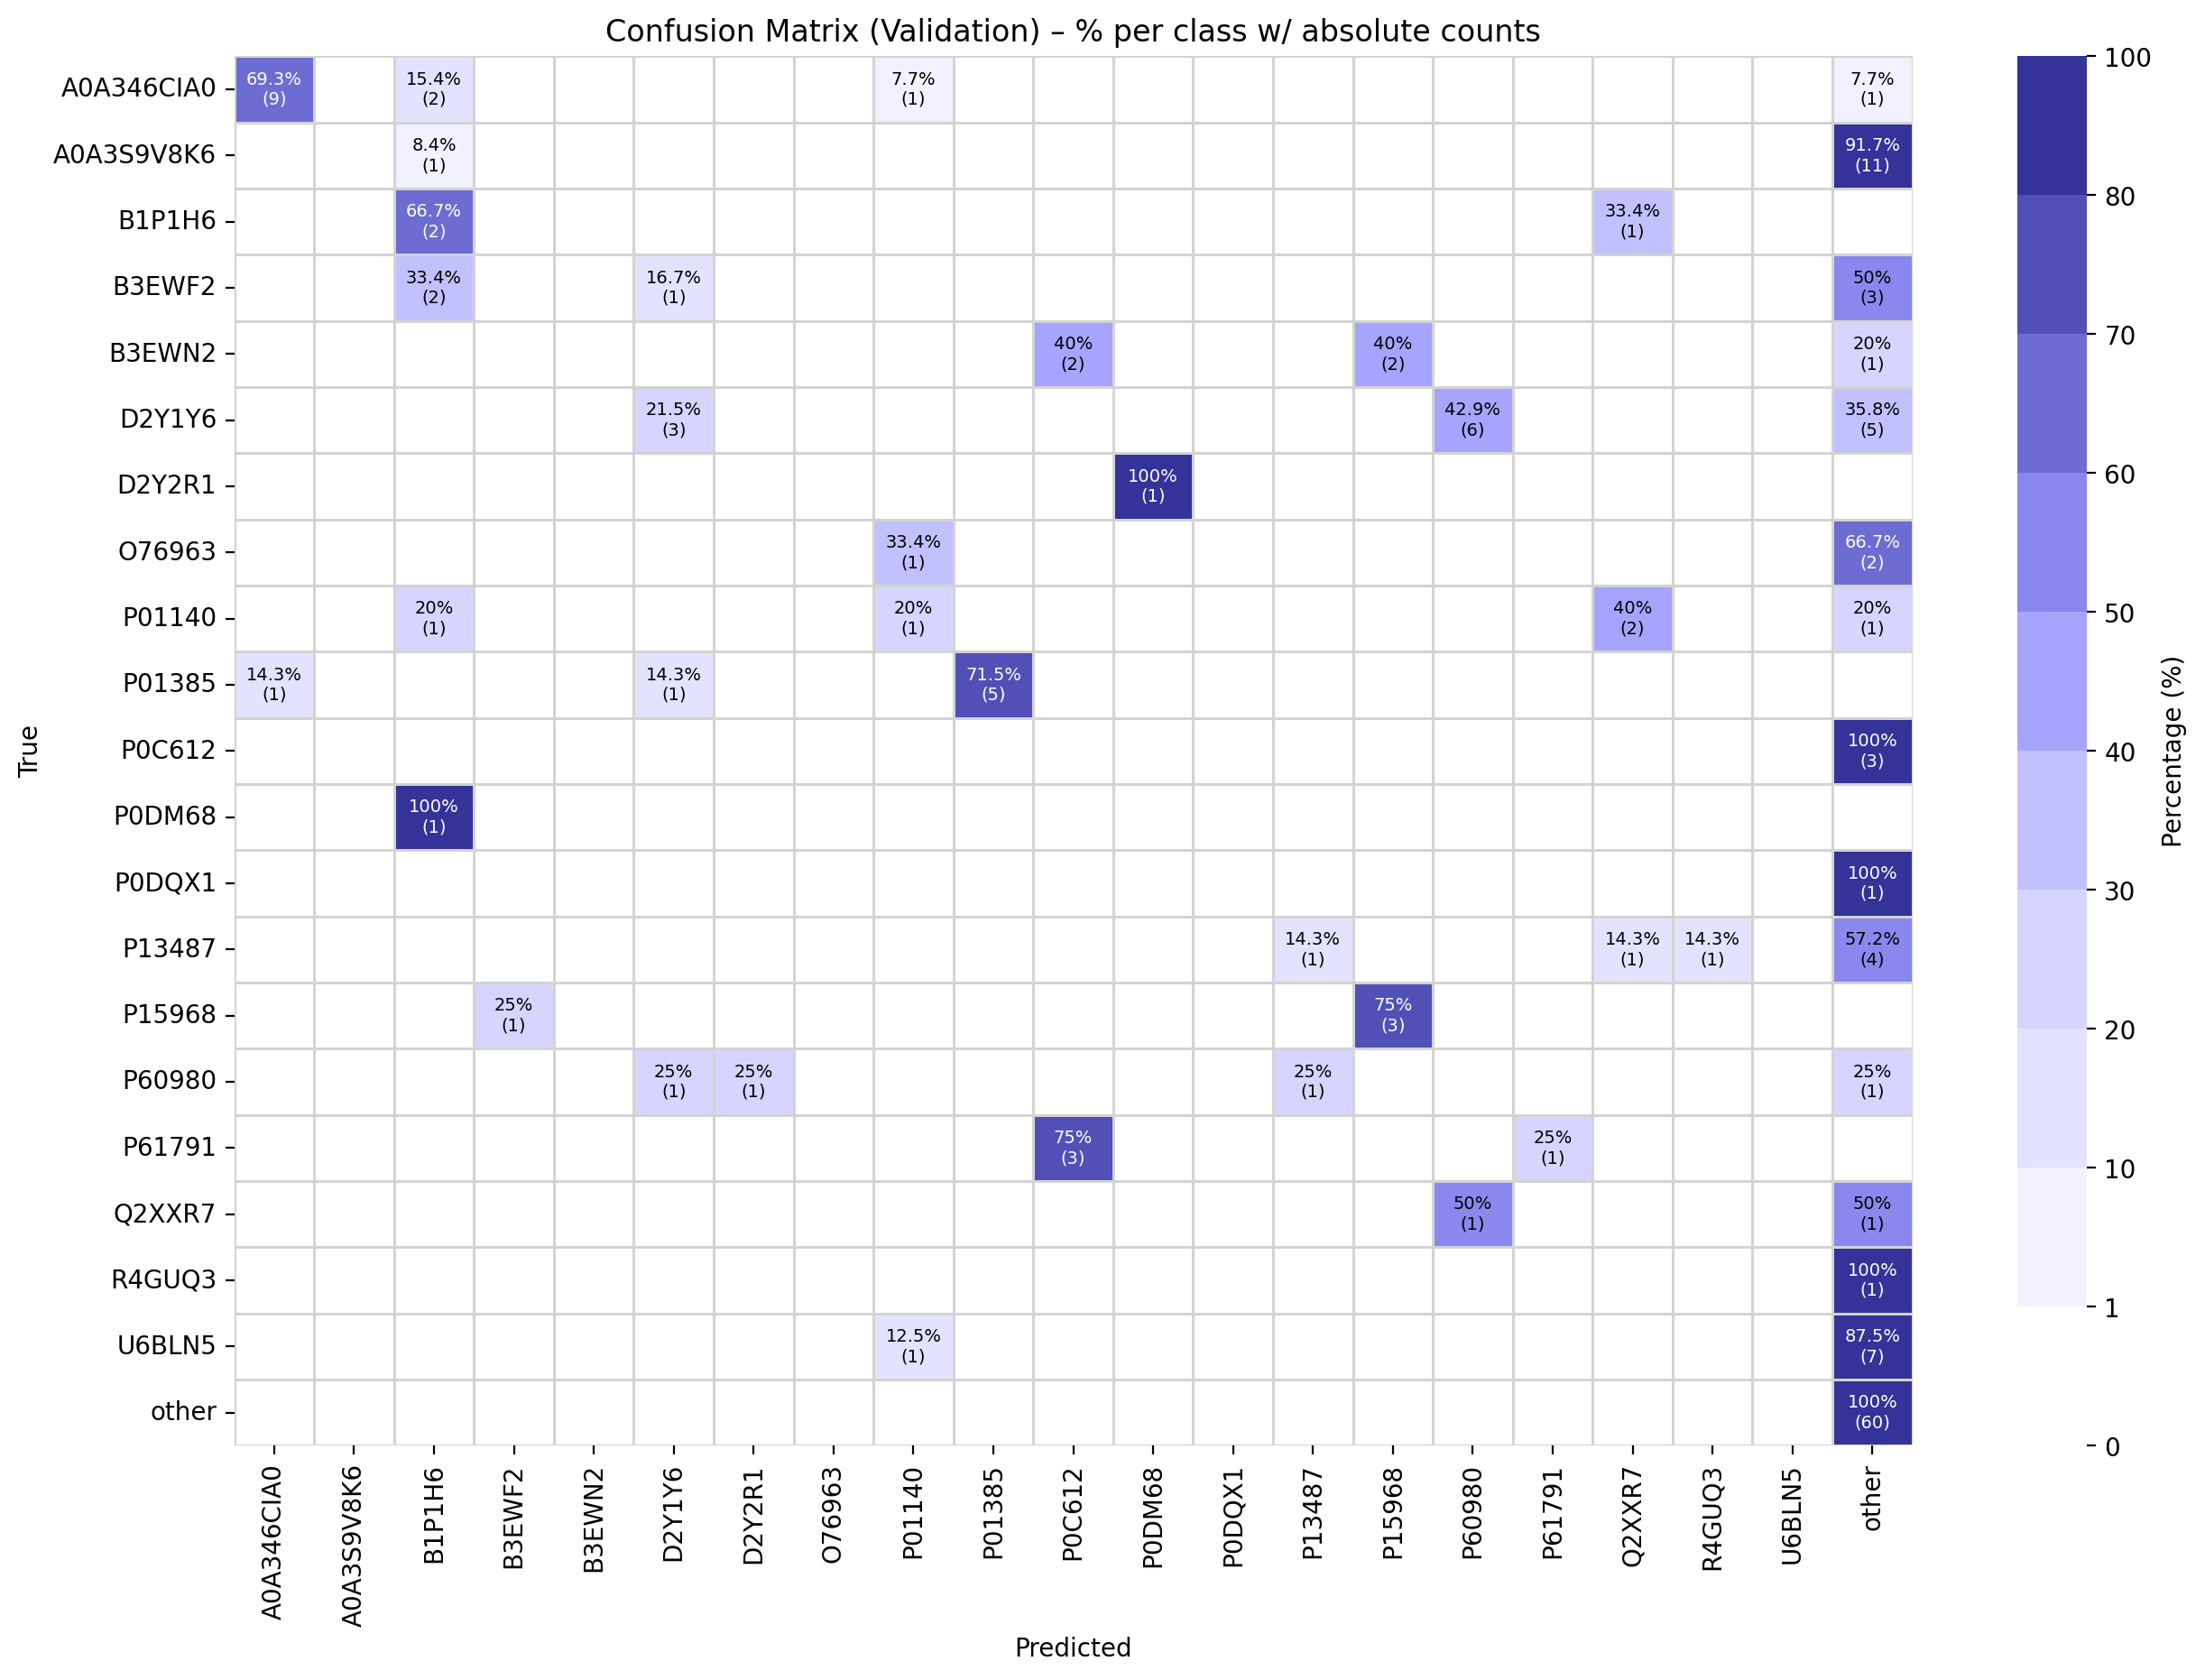 Confusion Matrix (Validation) – % per class w/ absolute counts
A0A346CIA0
69.3%
(9)
15.4%
(2)
7.7%
(1)
7.7%
(1)
A0A3S9V8K6
8.4%
(1)
91.7%
(11)
B1P1H6
66.7%
(2)
33.4%
(1)
B3EWF2
33.4%
(2)
16.7%
(1)
50%
(3)
B3EWN2
40%
(2)
40%
(2)
20%
(1)
D2Y1Y6
21.5%
(3)
42.9%
(6)
35.8%
(5)
D2Y2R1
100%
(1)
O76963
33.4%
(1)
66.7%
(2)
P01140
20%
(1)
20%
(1)
40%
(2)
20%
(1)
P01385
14.3%
(1)
14.3%
(1)
71.5%
(5)
P0C612
100%
(3)
P0DM68
100%
(1)
P0DQX1
100%
(1)
P13487
14.3%
(1)
14.3%
(1)
14.3%
(1)
57.2%
(4)
P15968
25%
(1)
75%
(3)
P60980
25%
(1)
25%
(1)
25%
(1)
25%
(1)
P61791
75%
(3)
25%
(1)
Q2XXR7
50%
(1)
50%
(1)
R4GUQ3
100%
(1)
U6BLN5
12.5%
(1)
87.5%
(7)
other
100%
(60)
True
A0A346CIA0
A0A3S9V8K6
B1P1H6
B3EWF2
B3EWN2
D2Y1Y6
D2Y2R1
O76963
P01140
P01385
P0C612
P0DM68
P0DQX1
P13487
P15968
P60980
P61791
Q2XXR7
R4GUQ3
U6BLN5
other
Predicted
100
80
70
60
50
40
30
20
10
1
0
Percentage (%)